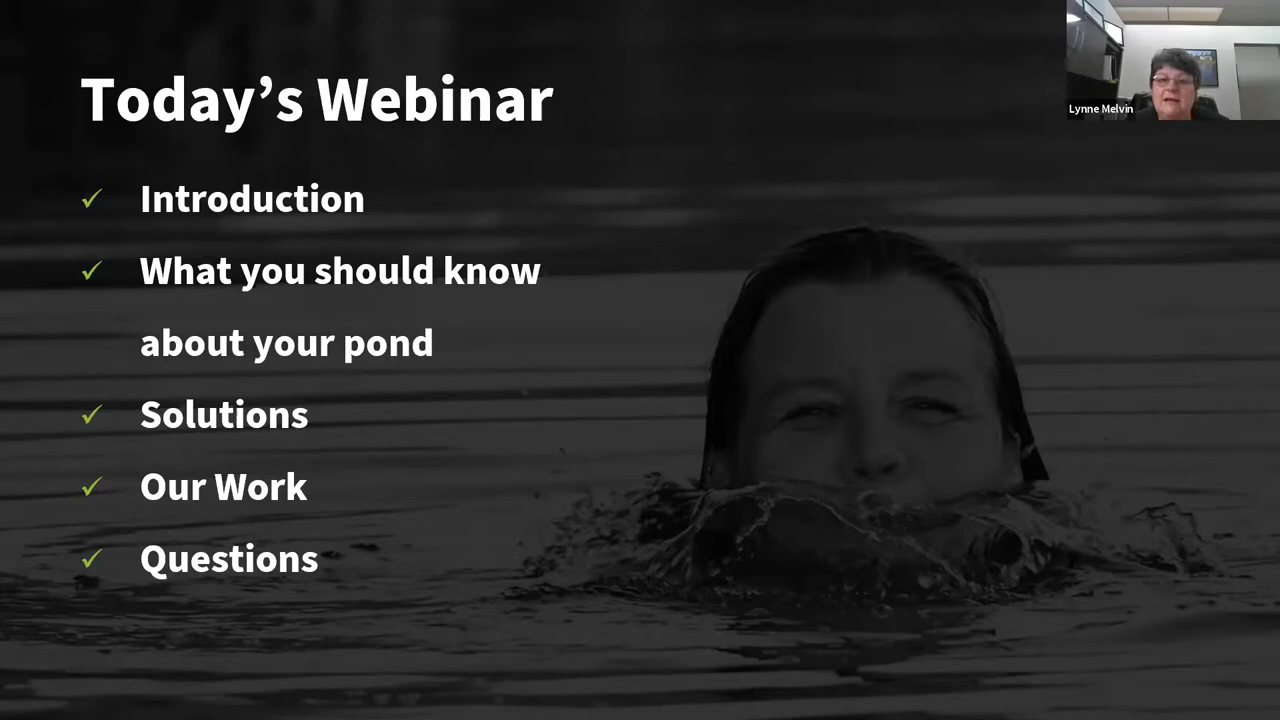 Today’s Webinar
Lynne Melvin
✓ Introduction
✓ What you should know
about your pond
✓ Solutions
✓ Our Work
✓ Questions